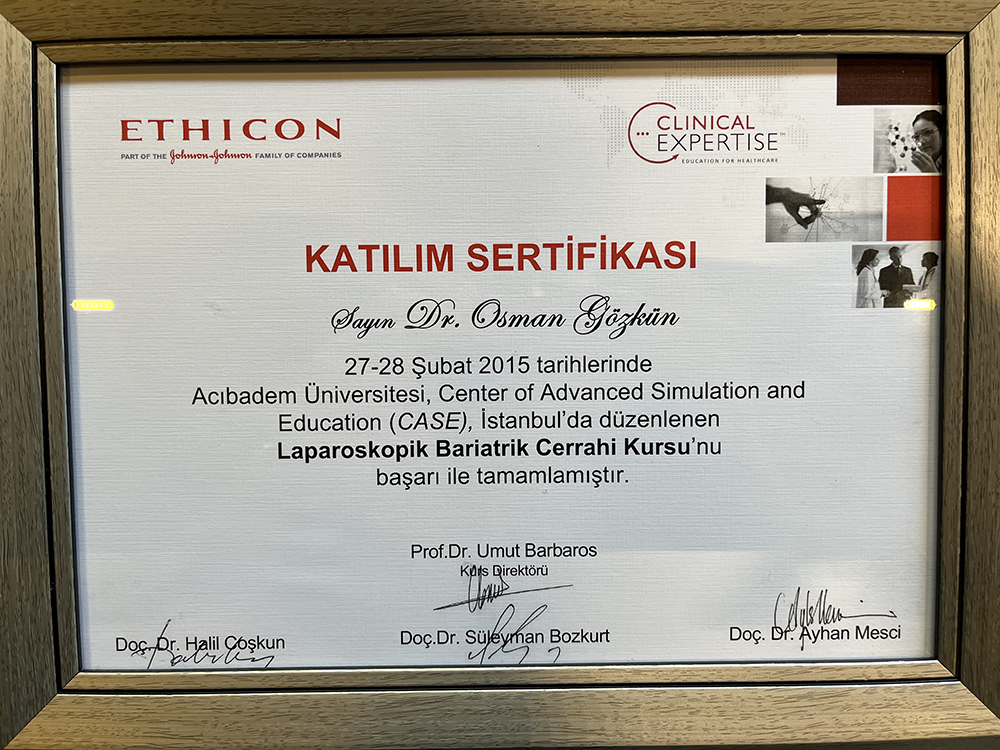 ETHICON
PART OF THE Johnson&Johnson FAMILY OF COMPANIES
CLINICAL
EXPERTISE™
EDUCATION FOR HEALTHCARE
KATILIM SERTİFİKASI
Sayın Dr. Osman Gözkün
27-28 Şubat 2015 tarihlerinde
Acıbadem Üniversitesi, Center of Advanced Simulation and
Education (CASE), İstanbul'da düzenlenen
Laparoskopik Bariatrik Cerrahi Kursu'nu
başarı ile tamamlamıştır.
Prof.Dr. Umut Barbaros
Kurs Direktörü
Doç.Dr. Halil Coşkun
Doç.Dr. Süleyman Bozkurt
Doç. Dr. Ayhan Mesci